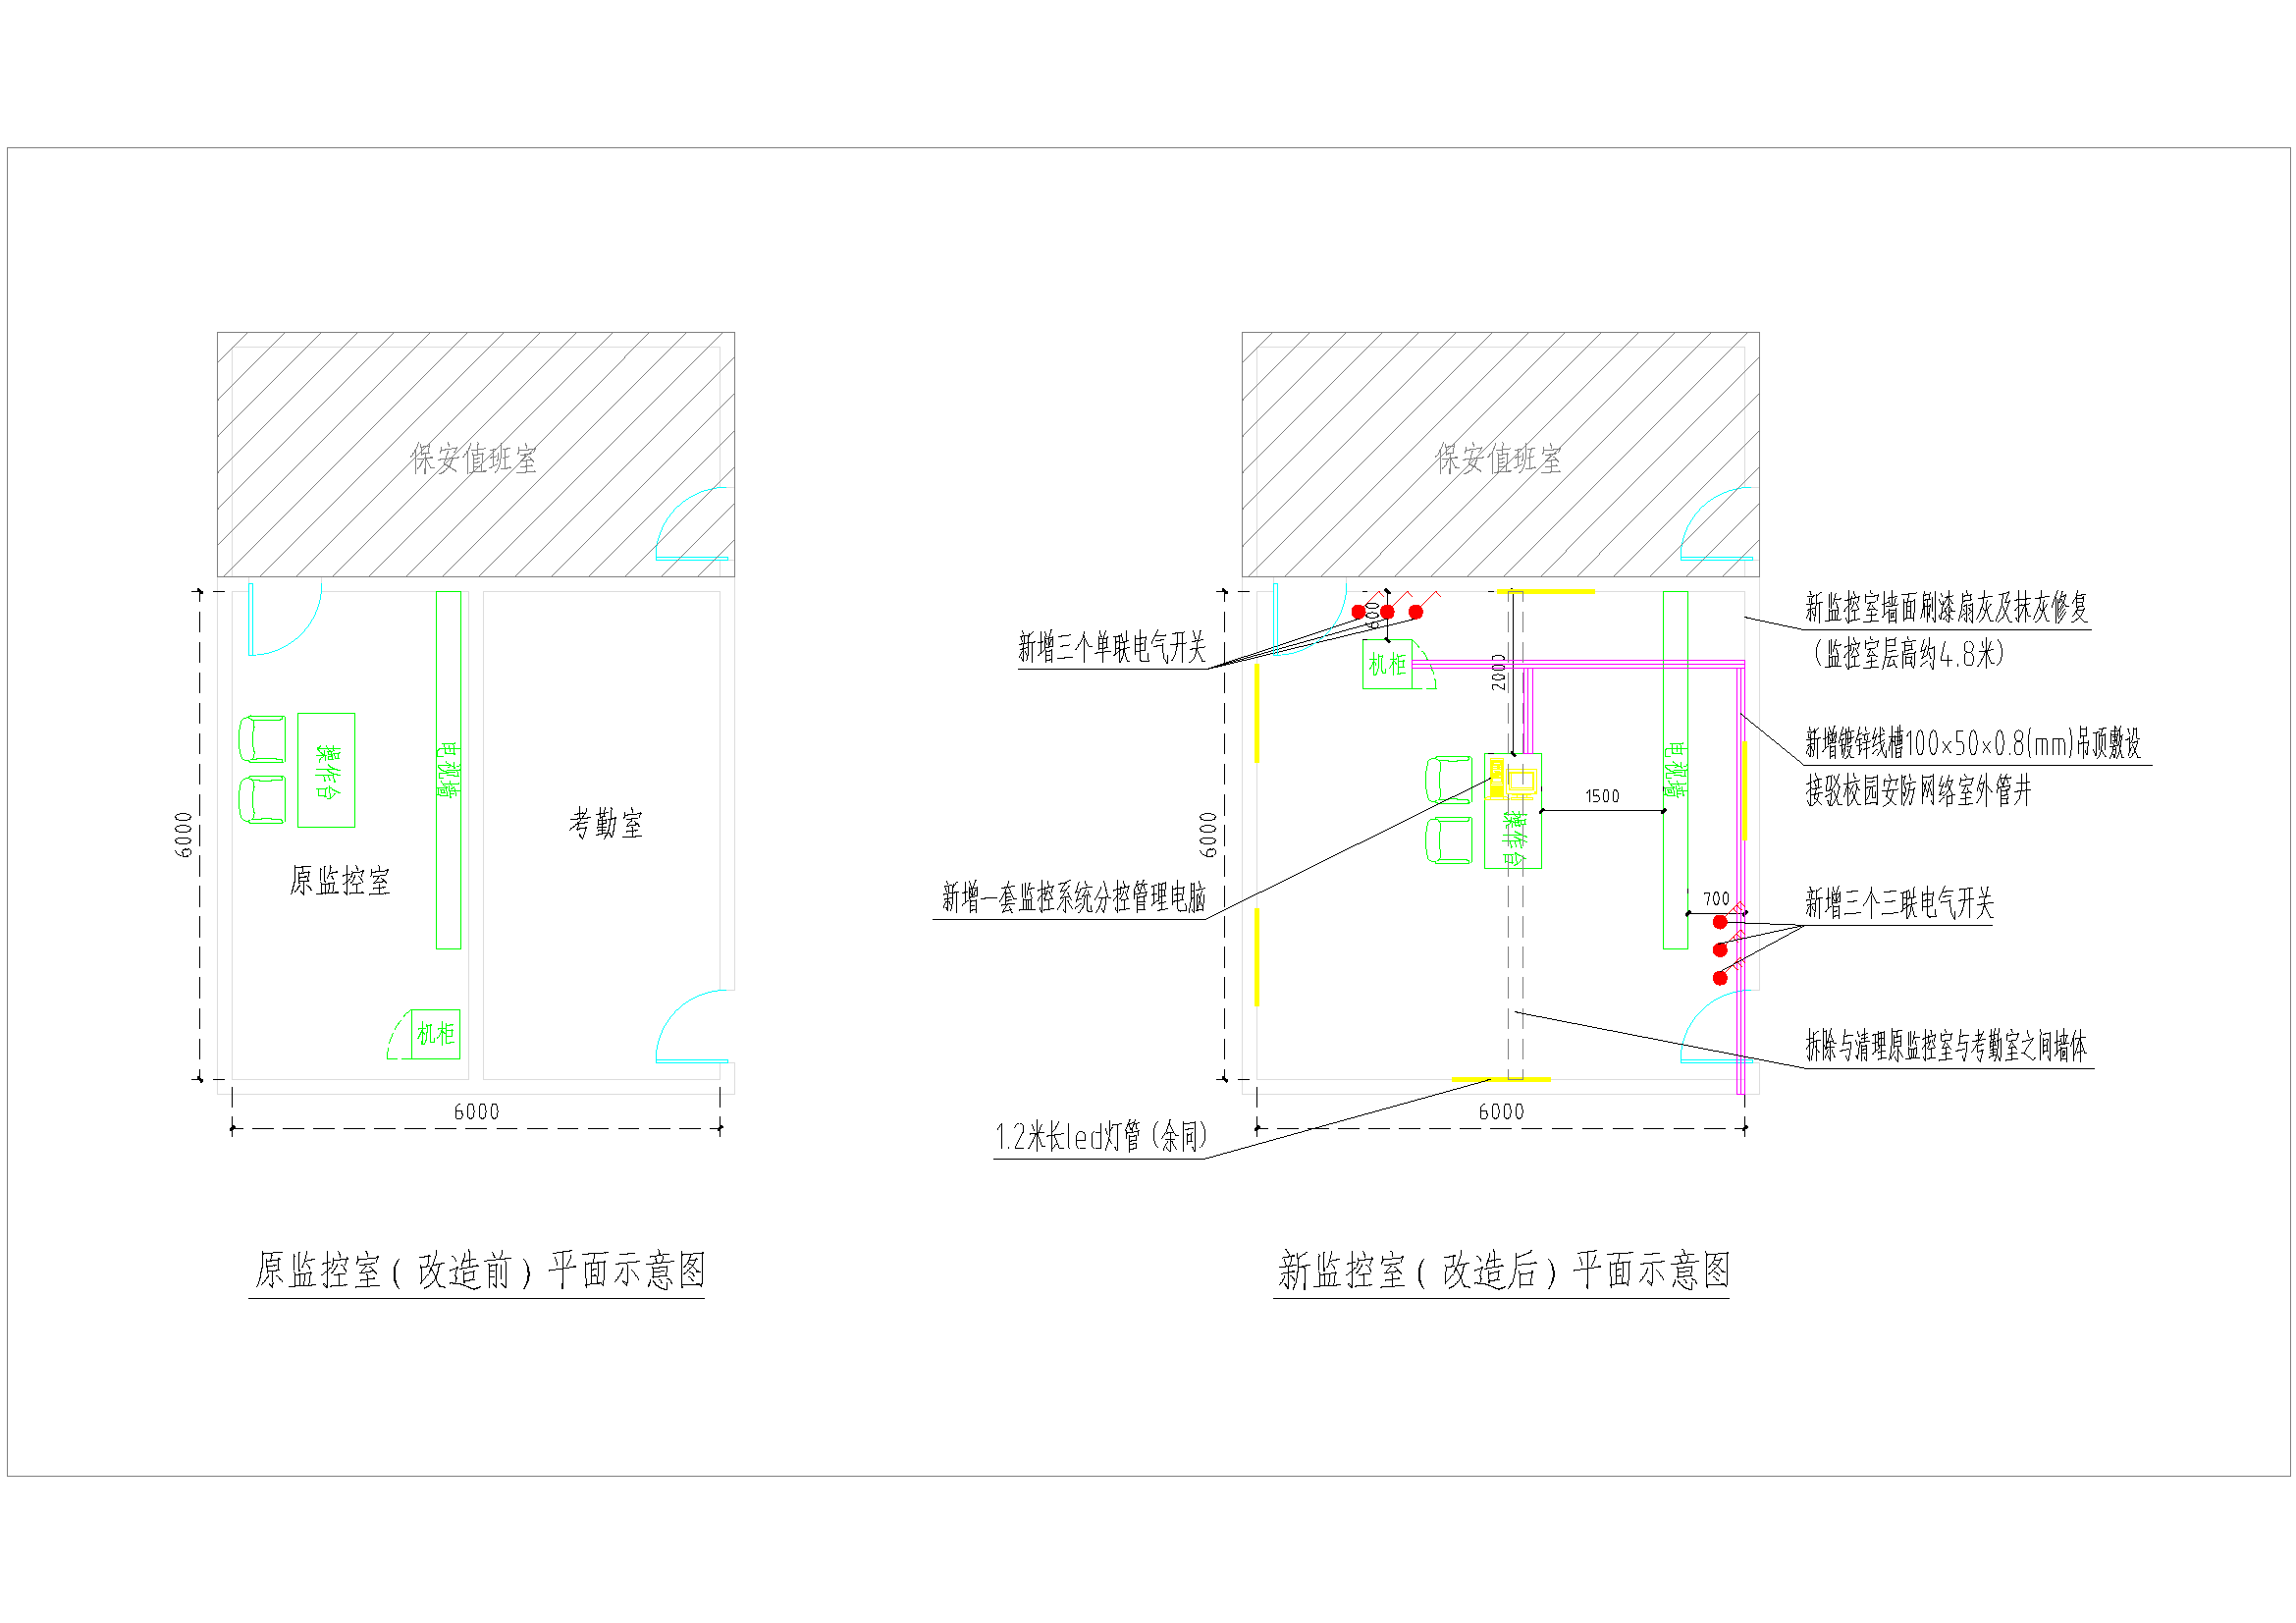 保安值班室
操作台
电视墙
考勤室
原监控室
6000
机柜
6000
原监控室(改造前)平面示意图
保安值班室
新增三个单联电气开关
600
机柜
2000
新监控室墙面刷漆扇灰及抹灰修复
(监控室层高约4.8米)
新增镀锌线槽100×50×0.8(mm)吊顶敷设
接驳校园安防网络室外管井
电视墙
1500
操作台
6000
新增一套监控系统分控管理电脑
700
新增三个三联电气开关
拆除与清理原监控室与考勤室之间墙体
6000
1.2米长led灯管(余同)
新监控室(改造后)平面示意图